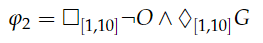 φ₂ = □[1,10]¬O ∧ ◊[1,10]G